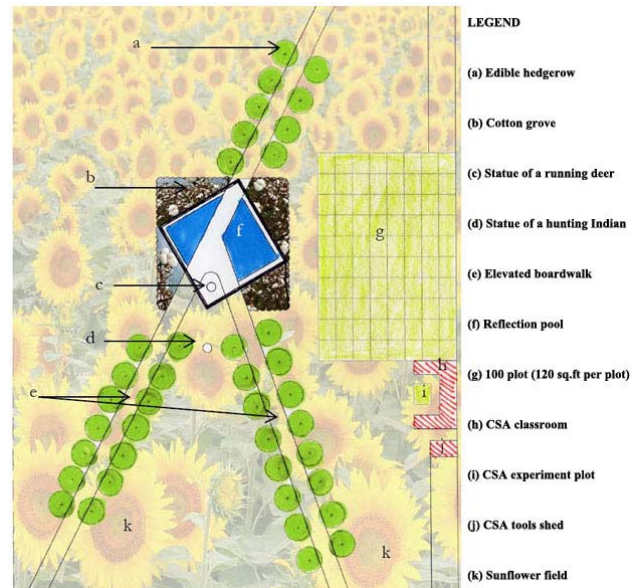 LEGEND
(a) Edible hedgerow
(b) Cotton grove
(c) Statue of a running deer
(d) Statue of a hunting Indian
(e) Elevated boardwalk
(f) Reflection pool
(g) 100 plot (120 sq.ft per plot)
(h) CSA classroom
(i) CSA experiment plot
(j) CSA tools shed
(k) Sunflower field
a
b
f
g
c
d
h
e
i
j
k
k